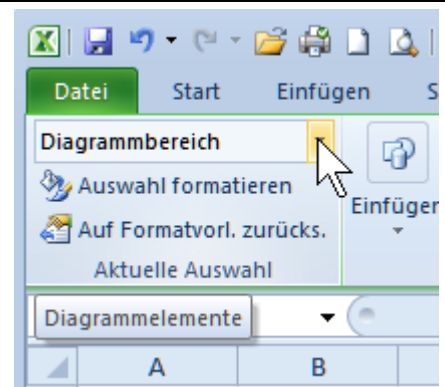 Datei Start Einfügen S
Diagrammbereich
Auswahl formatieren
Einfügen
Auf Formatvorl. zurücks.
Aktuelle Auswahl
Diagrammelemente
A B